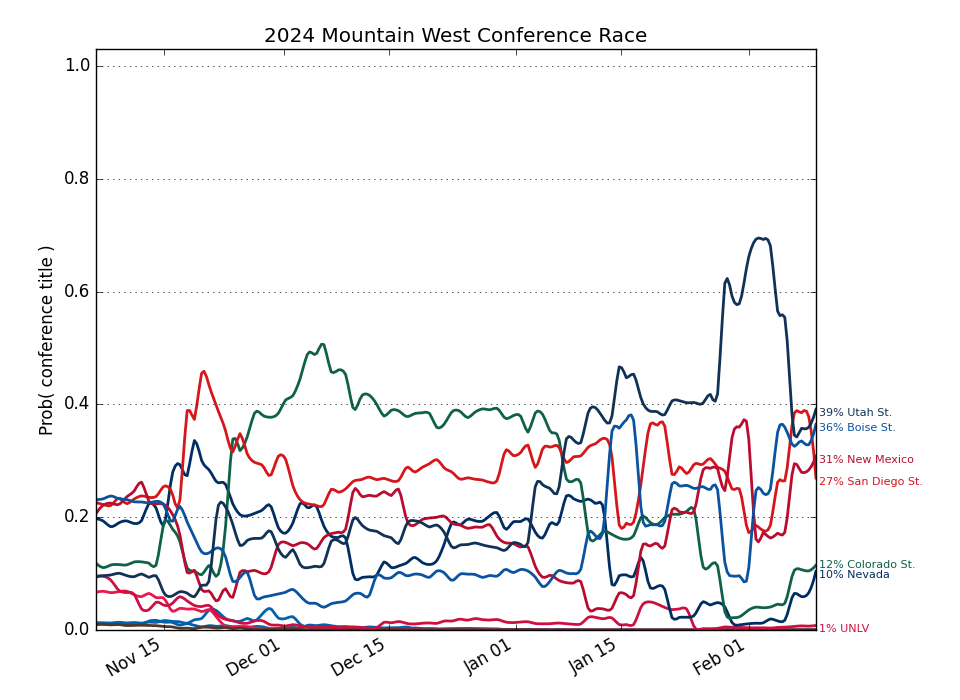 2024 Mountain West Conference Race
Prob( conference title )
1.0
0.8
0.6
0.4
0.2
0.0
Nov 15
Dec 01
Dec 15
Jan 01
Jan 15
Feb 01
39% Utah St.
36% Boise St.
31% New Mexico
27% San Diego St.
12% Colorado St.
10% Nevada
1% UNLV